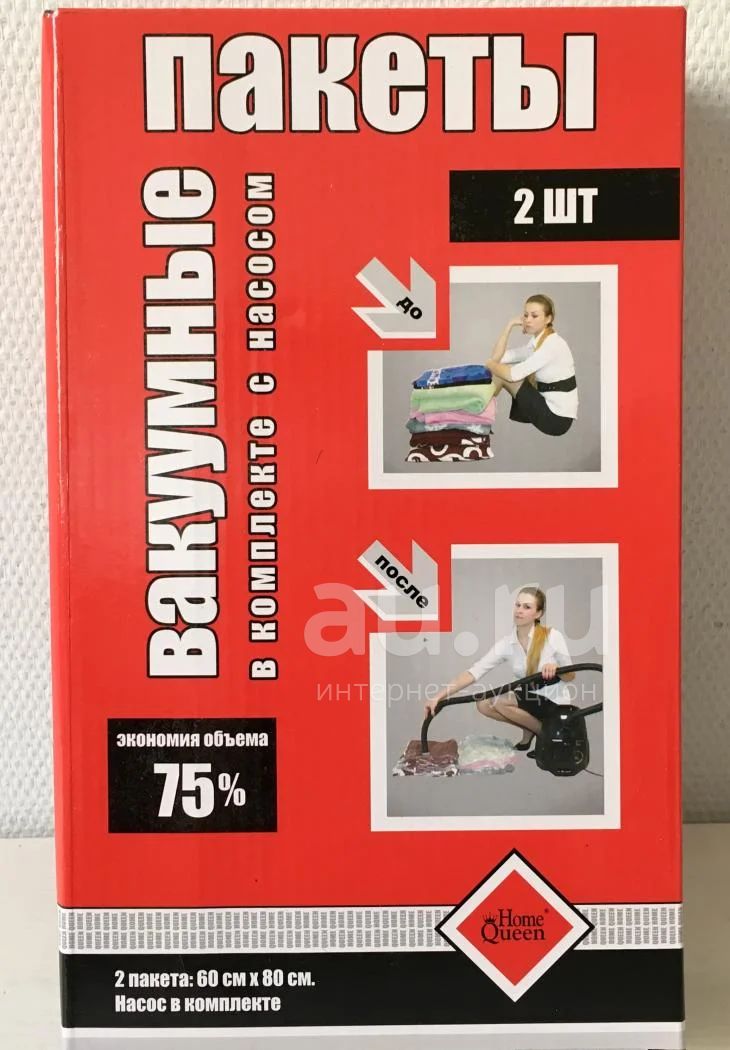 пакеты
вакуумные
в комплекте с насосом
2 ШТ
до
после
au.ru
интернет-аукцион
экономия объема
75%
Home
Queen
2 пакета: 60 см х 80 см.
Насос в комплекте